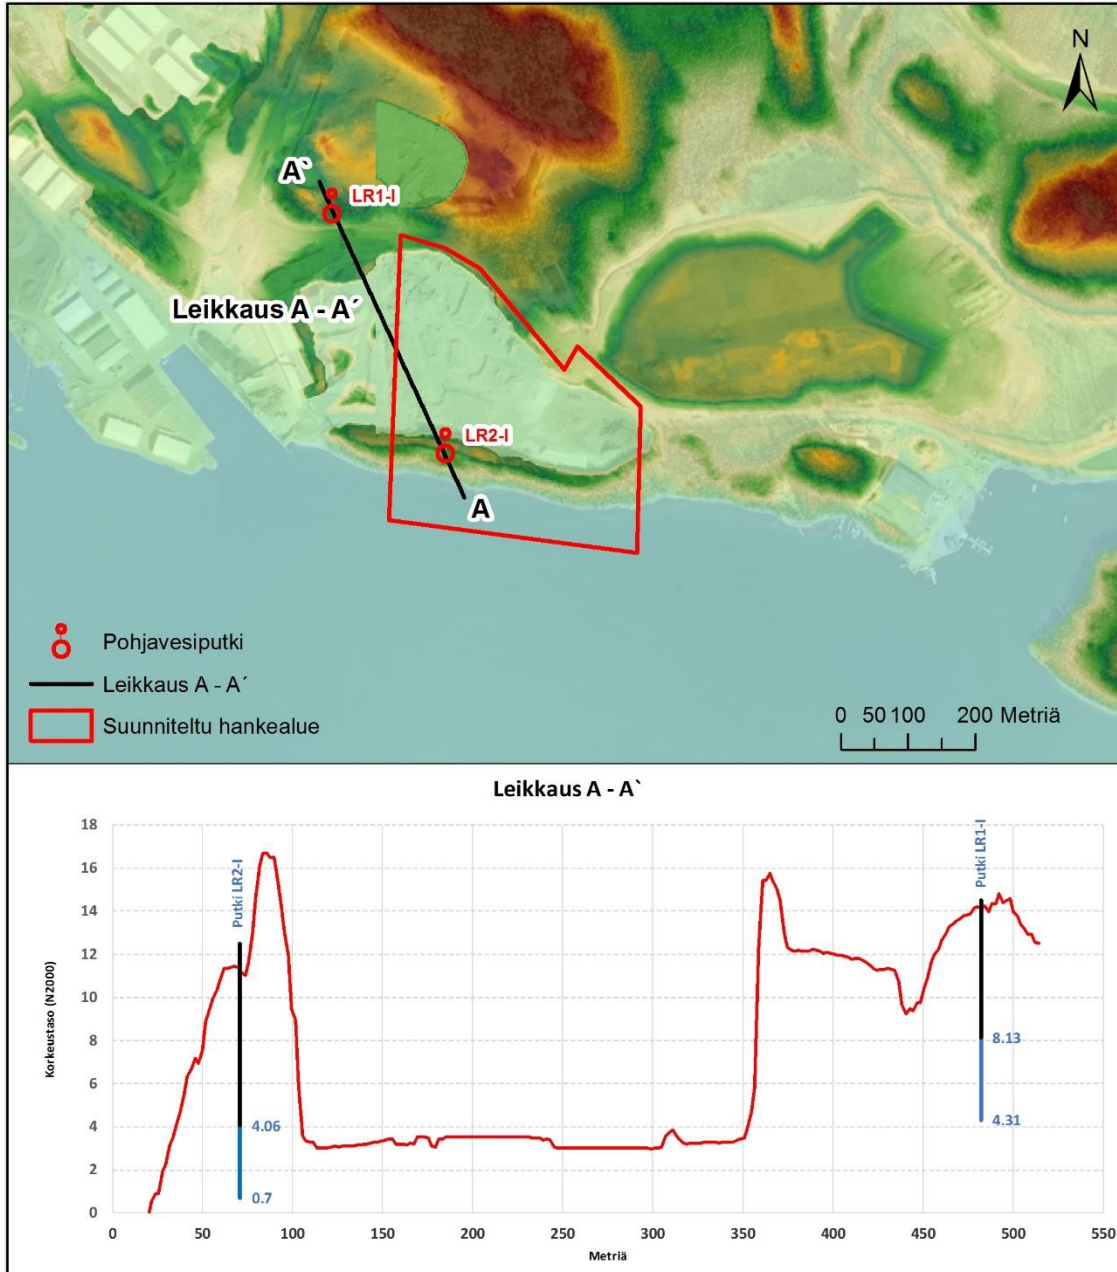 N
A`
LR1-I
Leikkaus A - A´
LR2-I
A
Pohjavesiputki
Leikkaus A - A´
Suunniteltu hankealue
0 50 100 200 Metriä
Leikkaus A - A`
Korkeustaso (N2000)
18
16
14
12
10
8
6
4
2
0
Putki LR2-I
4.06
0.7
Putki LR1-I
8.13
4.31
0 50 100 150 200 250 300 350 400 450 500 550
Metriä